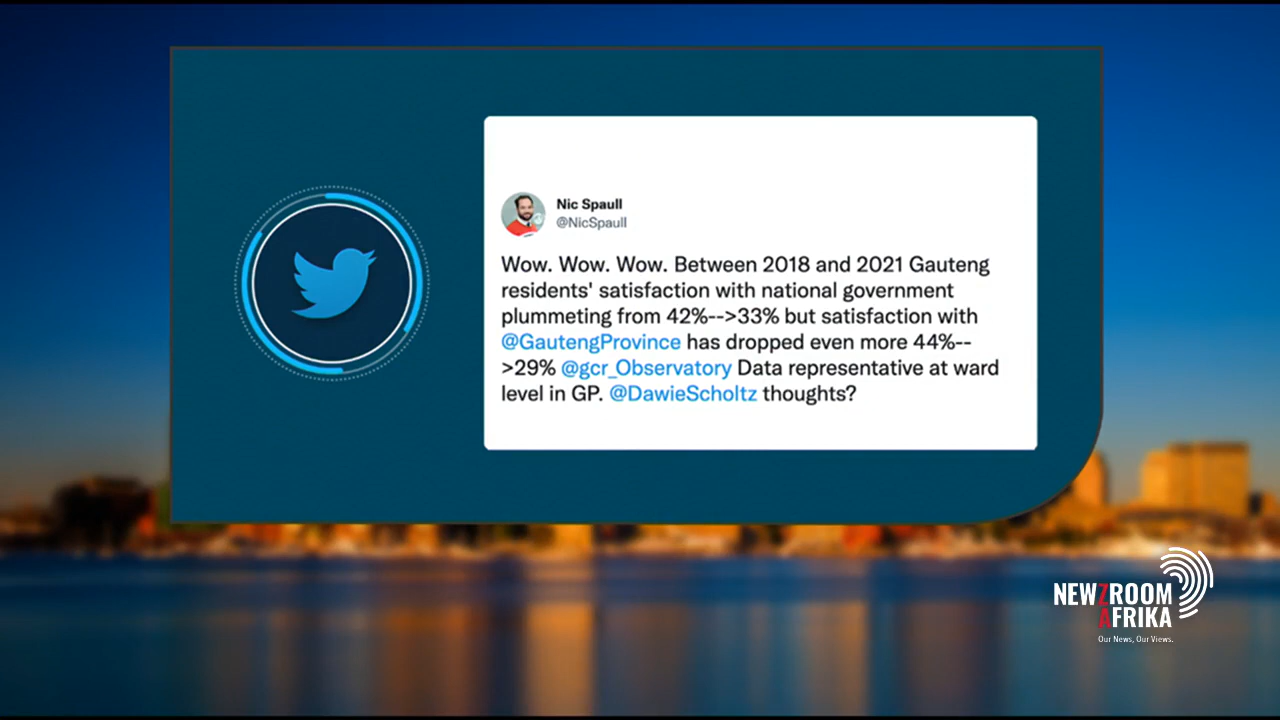 Nic Spaull
@NicSpaull
Wow. Wow. Wow. Between 2018 and 2021 Gauteng
residents' satisfaction with national government
plummeting from 42%-->33% but satisfaction with
@GautengProvince has dropped even more 44%--
>29% @gcr_Observatory Data representative at ward
level in GP. @DawieScholtz thoughts?
NEWZROOM
AFRIKA
Our News, Our Views.